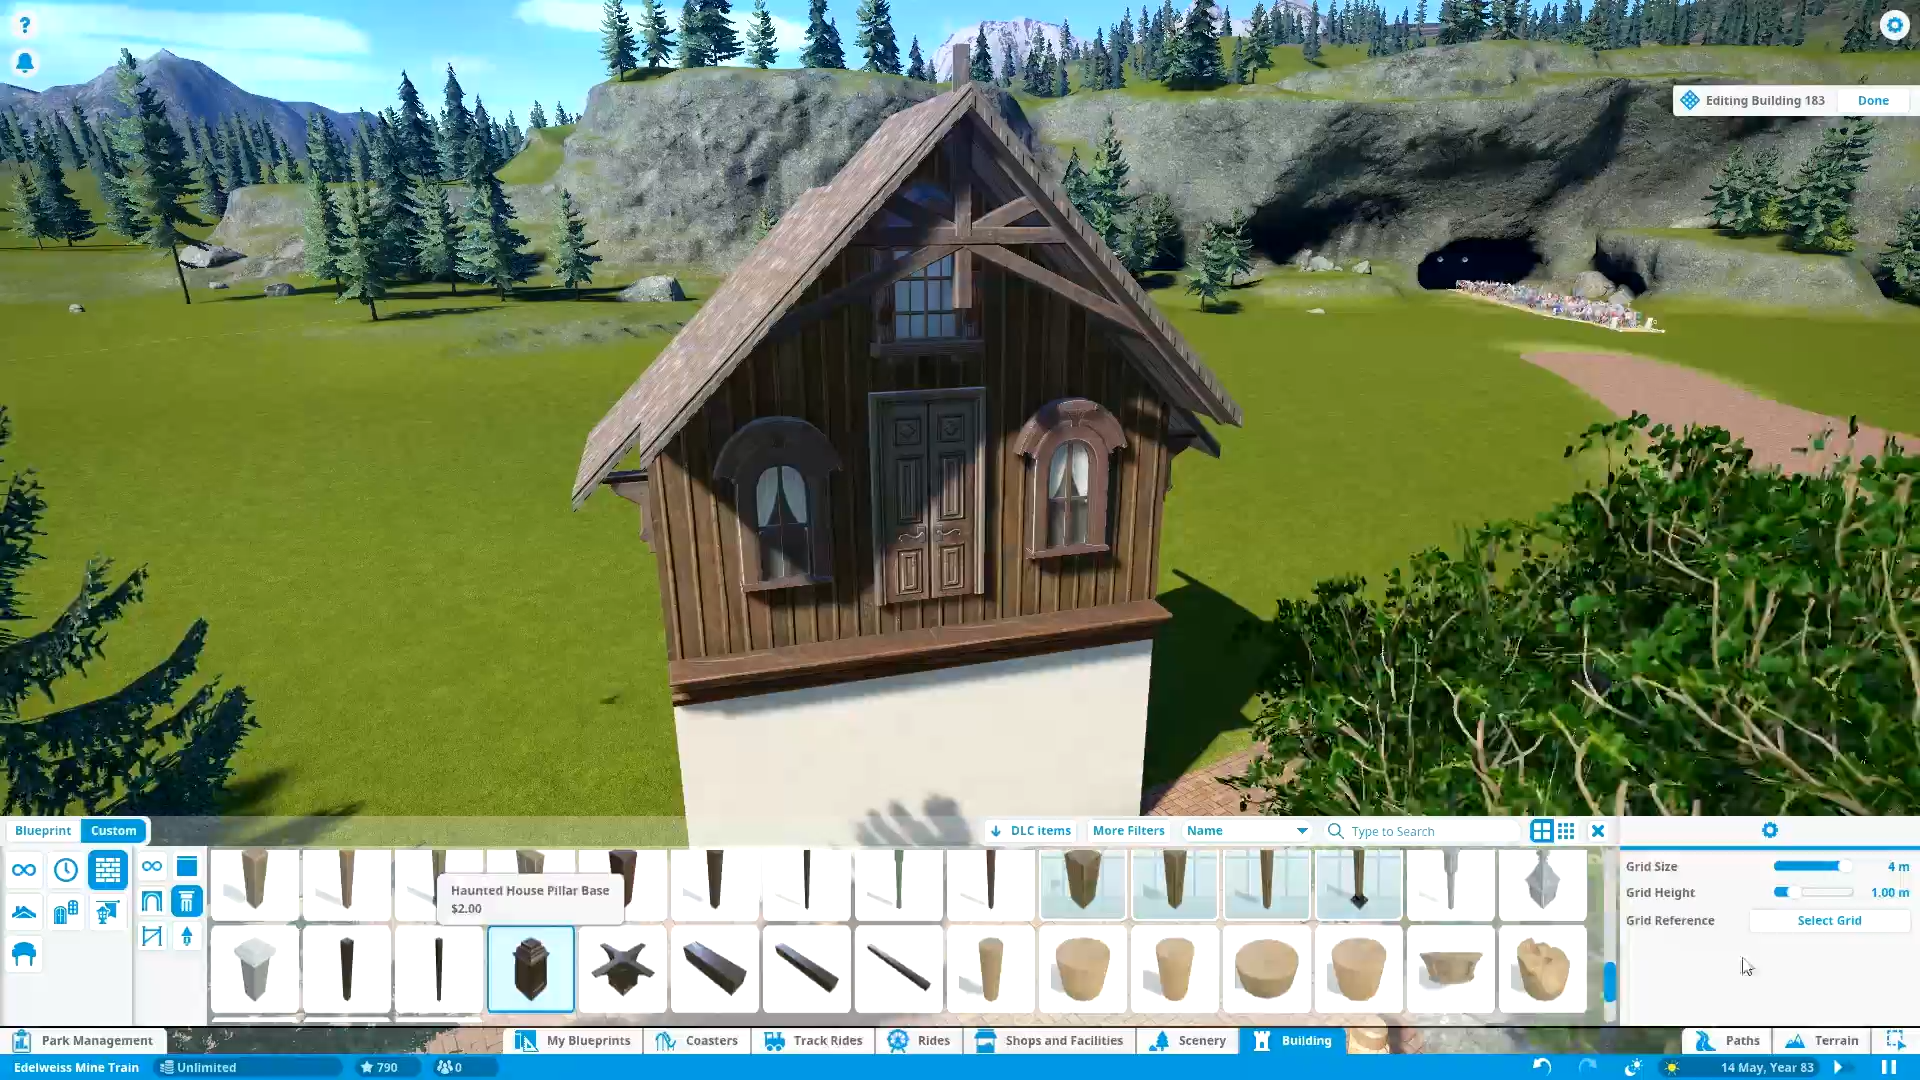 ?
Editing Building 183 Done
Blueprint Custom
DLC items More Filters Name Type to Search
Haunted House Pillar Base
$2.00
Grid Size 4 m
Grid Height 1.00 m
Grid Reference Select Grid
Park Management My Blueprints Coasters Track Rides Rides Shops and Facilities Scenery Building Paths Terrain
Edelweiss Mine Train Unlimited 790 0 14 May, Year 83